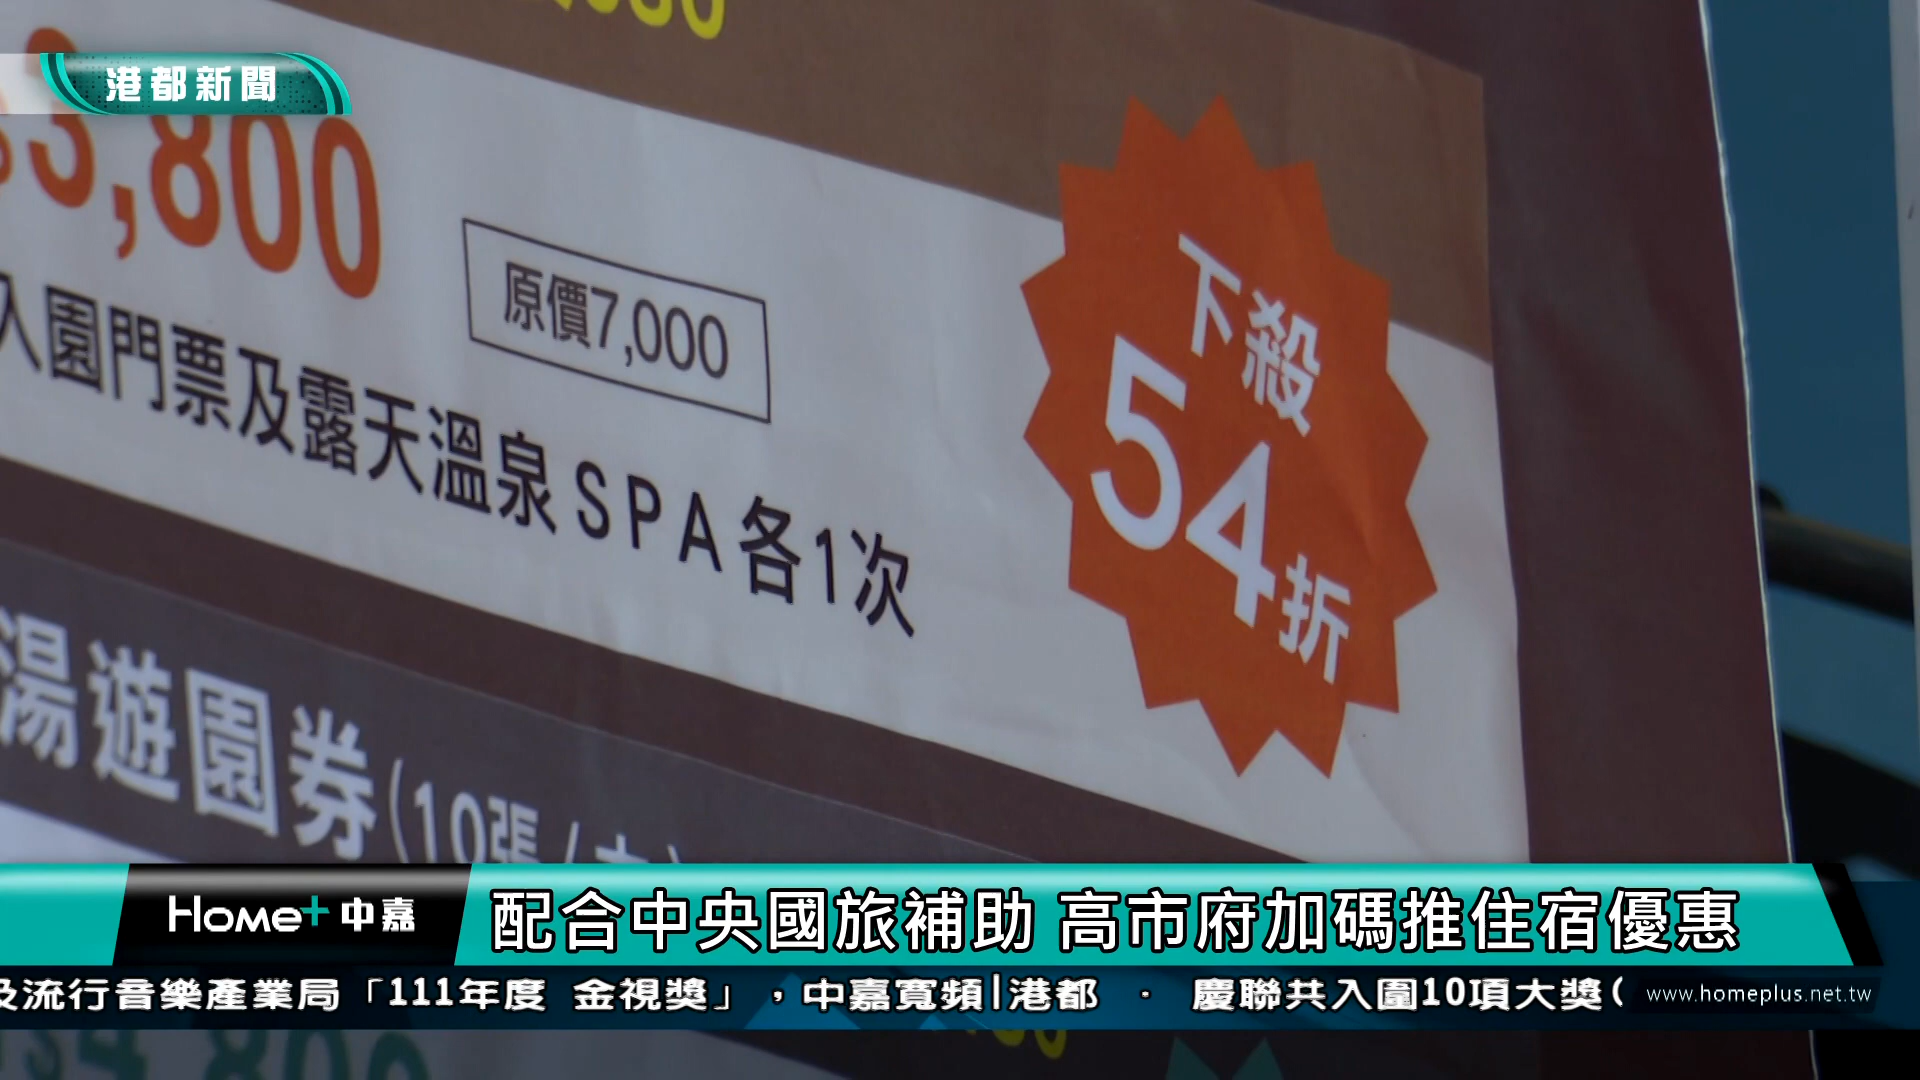 港都新聞
3,800
原價7,000
下殺
54折
入園門票及露天溫泉SPA各1次
湯遊園券(10張/
Home+中嘉
配合中央國旅補助 高市府加碼推住宿優惠
及流行音樂產業局「111年度 金視獎」，中嘉寬頻|港都 · 慶聯共入圍10項大獎(
www.homeplus.net.tw
$4,800